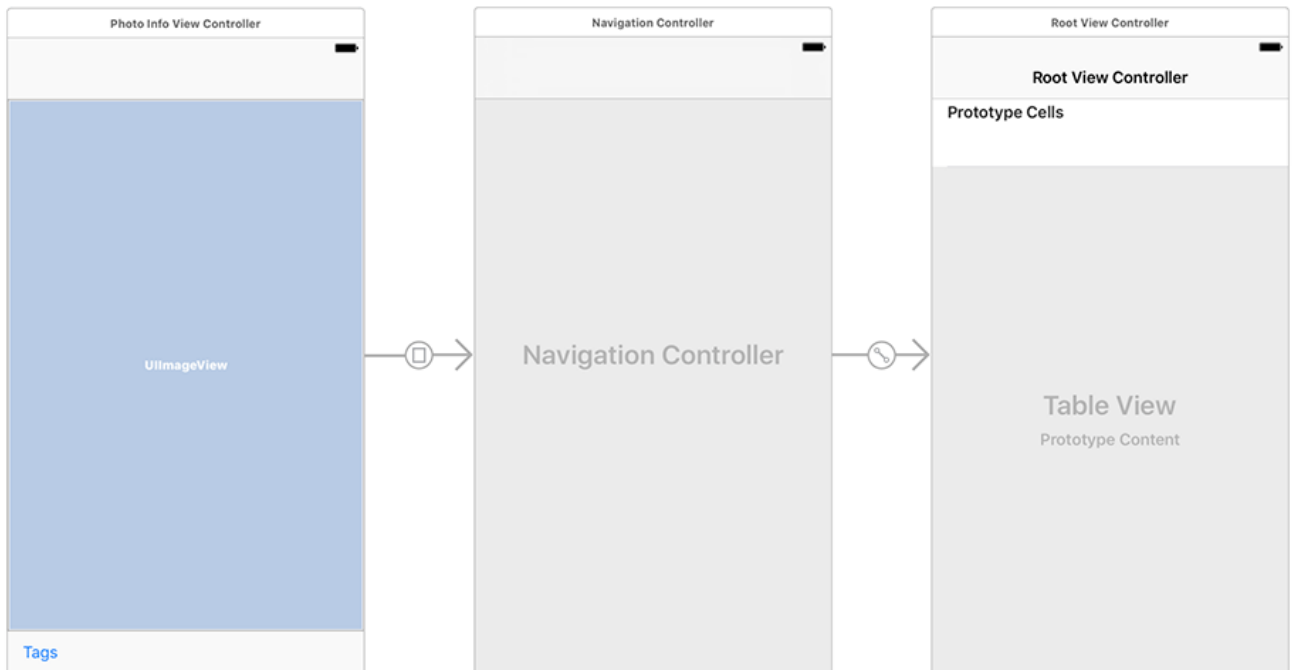 Photo Info View Controller
UIImageView
Tags
Navigation Controller
Navigation Controller
Root View Controller
Root View Controller
Prototype Cells
Table View
Prototype Content